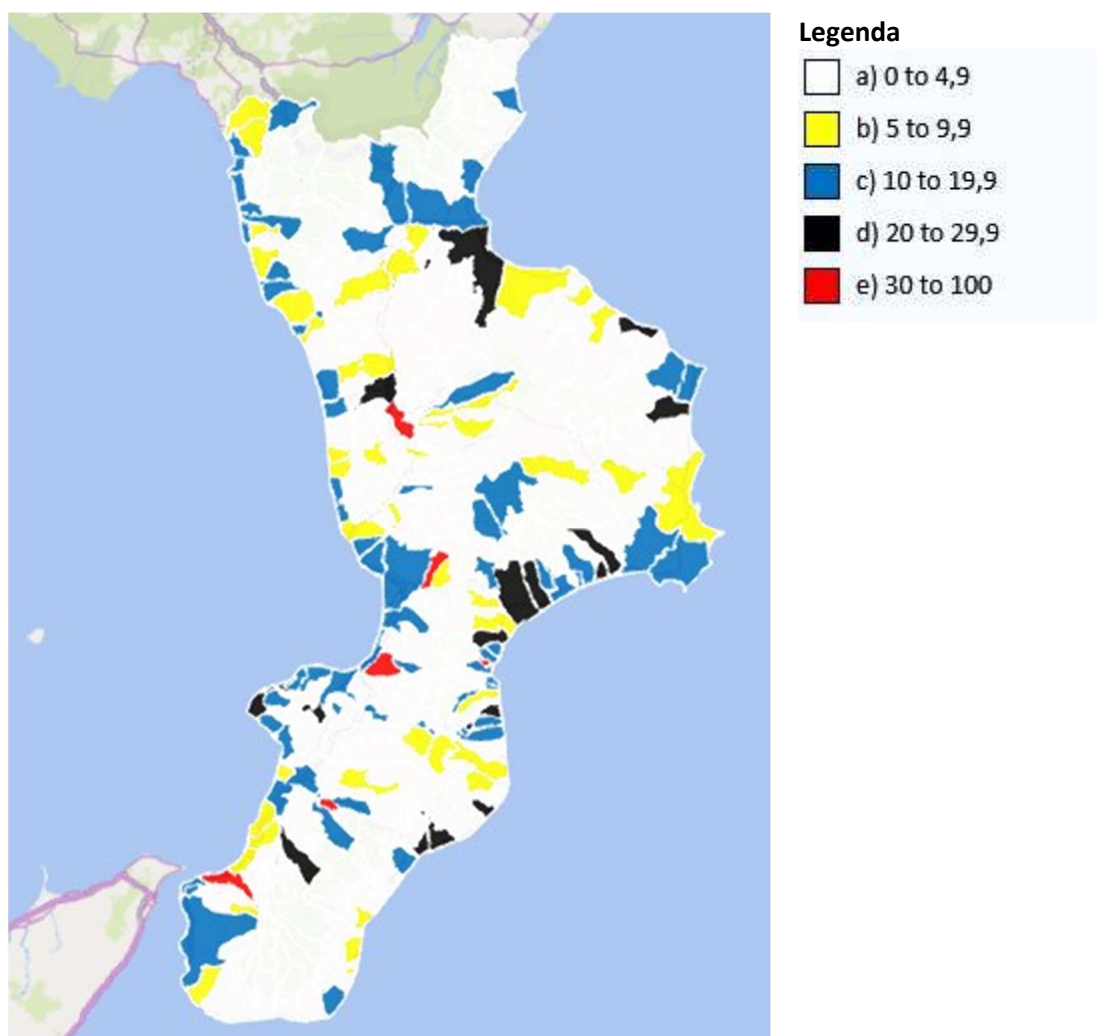 Legenda
a) 0 to 4,9
b) 5 to 9,9
c) 10 to 19,9
d) 20 to 29,9
e) 30 to 100